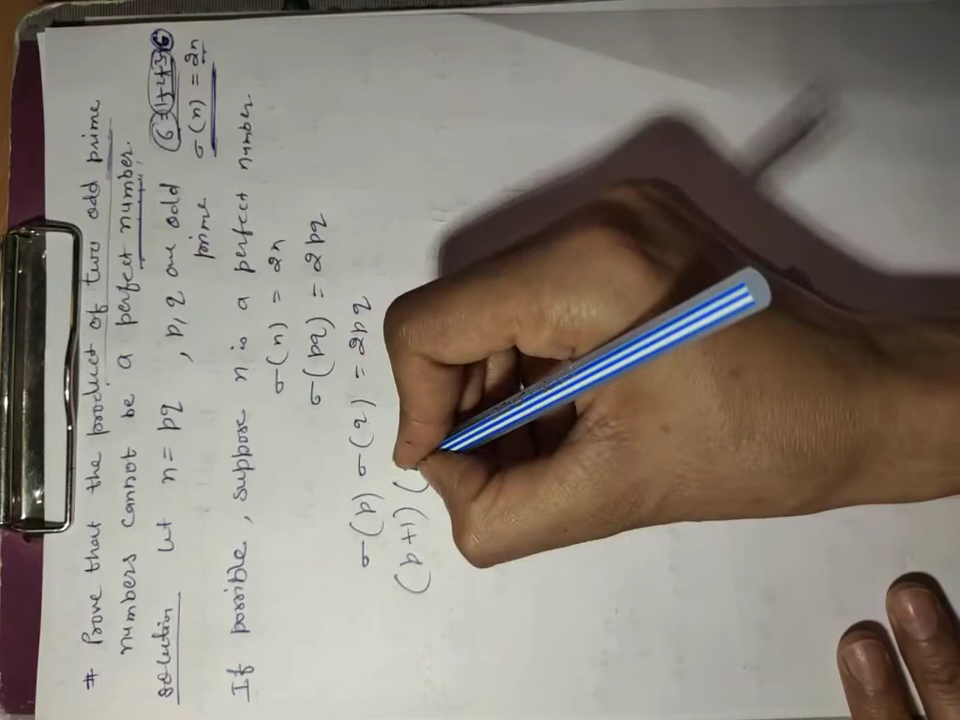 # Prove that the product of two odd prime
numbers cannot be a perfect number.
solution let n = pq , p, q are odd prime
6 = 1+2+3
σ(n) = 2n
If possible, suppose n is a perfect number.
σ(n) = 2n
σ(pq) = 2pq
σ(p) σ(q) = 2pq
(p+1) (